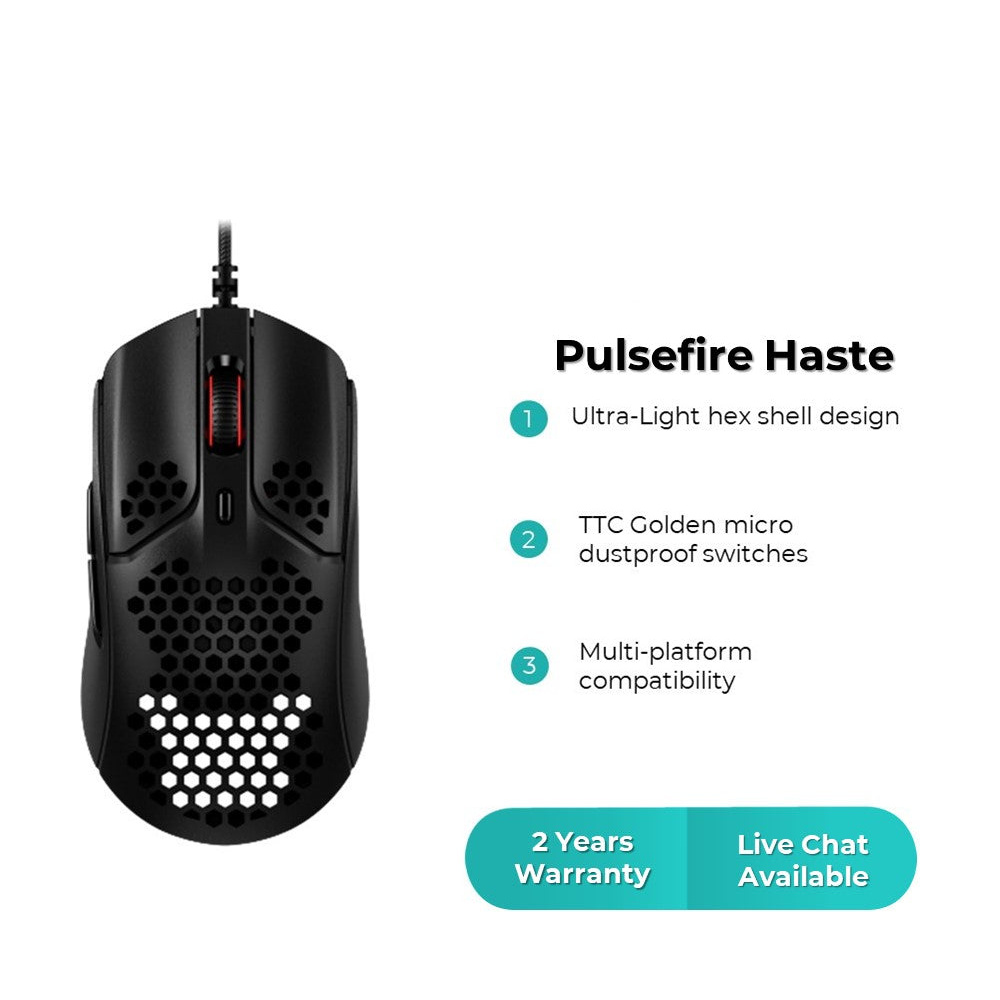 Pulsefire Haste
1 Ultra-Light hex shell design
2 TTC Golden micro
dustproof switches
3 Multi-platform
compatibility
2 Years
Warranty
Live Chat
Available